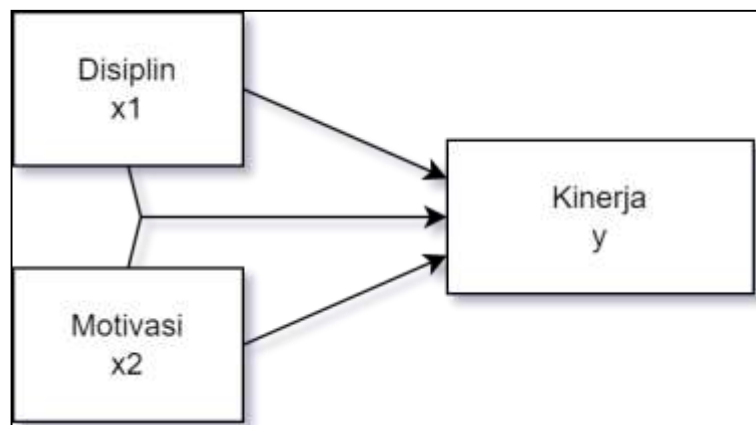 Disiplin
x1
Kinerja
y
Motivasi
x2